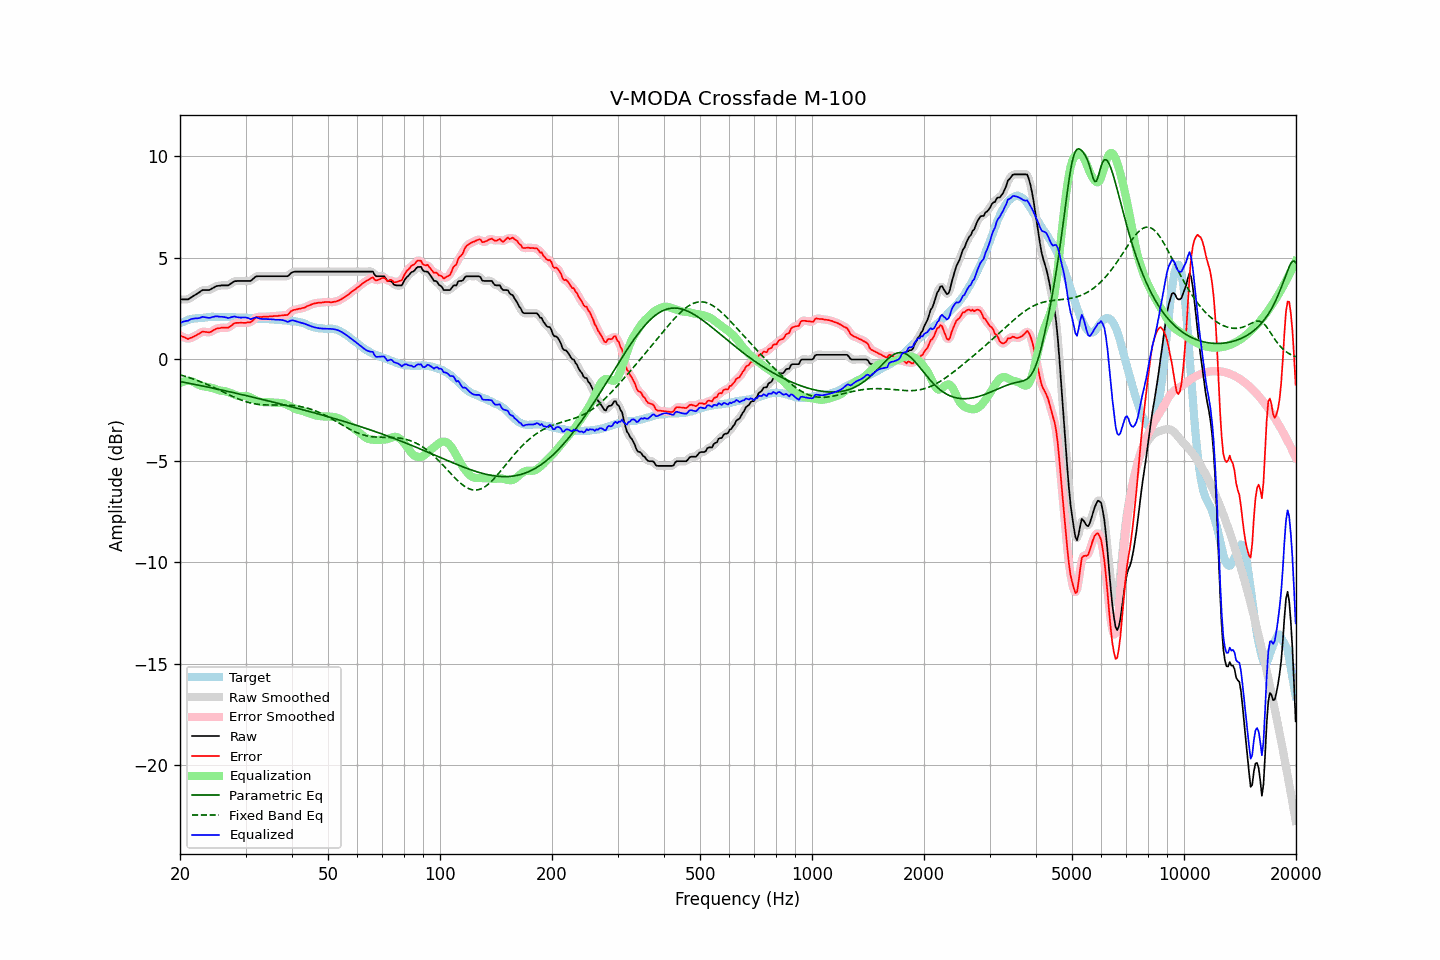 V-MODA Crossfade M-100
Amplitude (dBr)
10
5
0
−5
−10
−15
−20
Target
Raw Smoothed
Error Smoothed
Raw
Error
Equalization
Parametric Eq
Fixed Band Eq
Equalized
20 50 100 200 500 1000 2000 5000 10000 20000
Frequency (Hz)